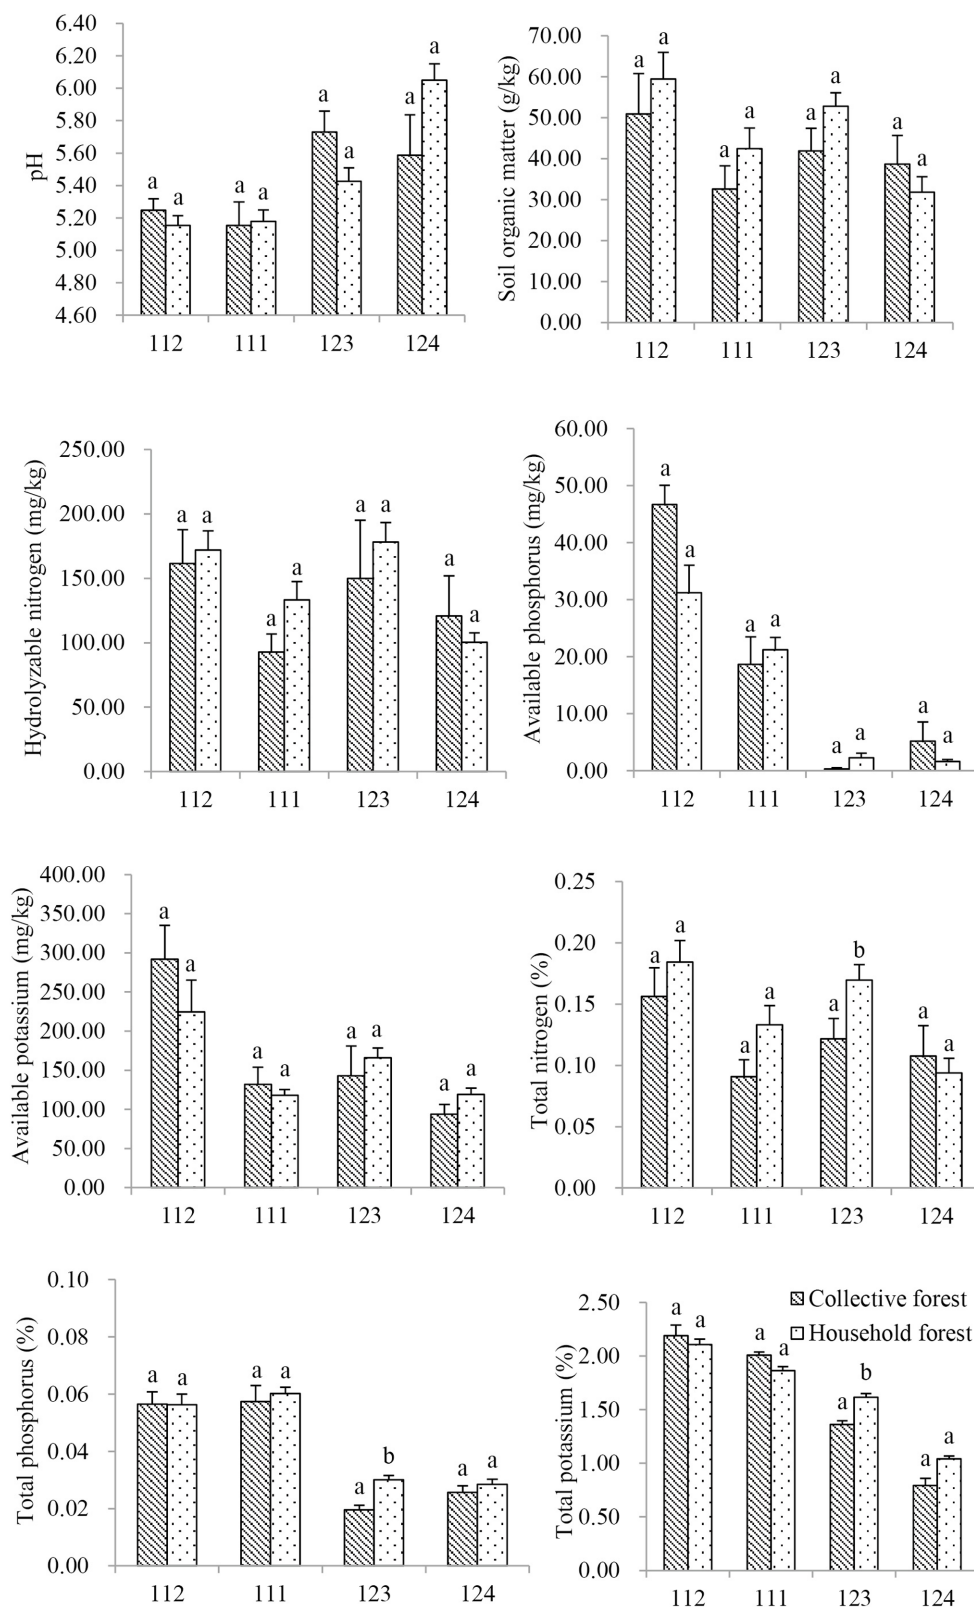 pH
6.40
6.20
6.00
5.80
5.60
5.40
5.20
5.00
4.80
4.60
a a a a a a a a
112 111 123 124
Soil organic matter (g/kg)
70.00
60.00
50.00
40.00
30.00
20.00
10.00
0.00
a a a a a a a a
112 111 123 124
Hydrolyzable nitrogen (mg/kg)
250.00
200.00
150.00
100.00
50.00
0.00
a a a a a a a a
112 111 123 124
Available phosphorus (mg/kg)
60.00
50.00
40.00
30.00
20.00
10.00
0.00
a a a a a a a a
112 111 123 124
Available potassium (mg/kg)
400.00
350.00
300.00
250.00
200.00
150.00
100.00
50.00
0.00
a a a a a a a a
112 111 123 124
Total nitrogen (%)
0.25
0.20
0.15
0.10
0.05
0.00
a a a a a b a a
112 111 123 124
Total phosphorus (%)
0.10
0.08
0.06
0.04
0.02
0.00
a a a a a b a a
112 111 123 124
Total potassium (%)
2.50
2.00
1.50
1.00
0.50
0.00
Collective forest
Household forest
a a a a a b a a
112 111 123 124